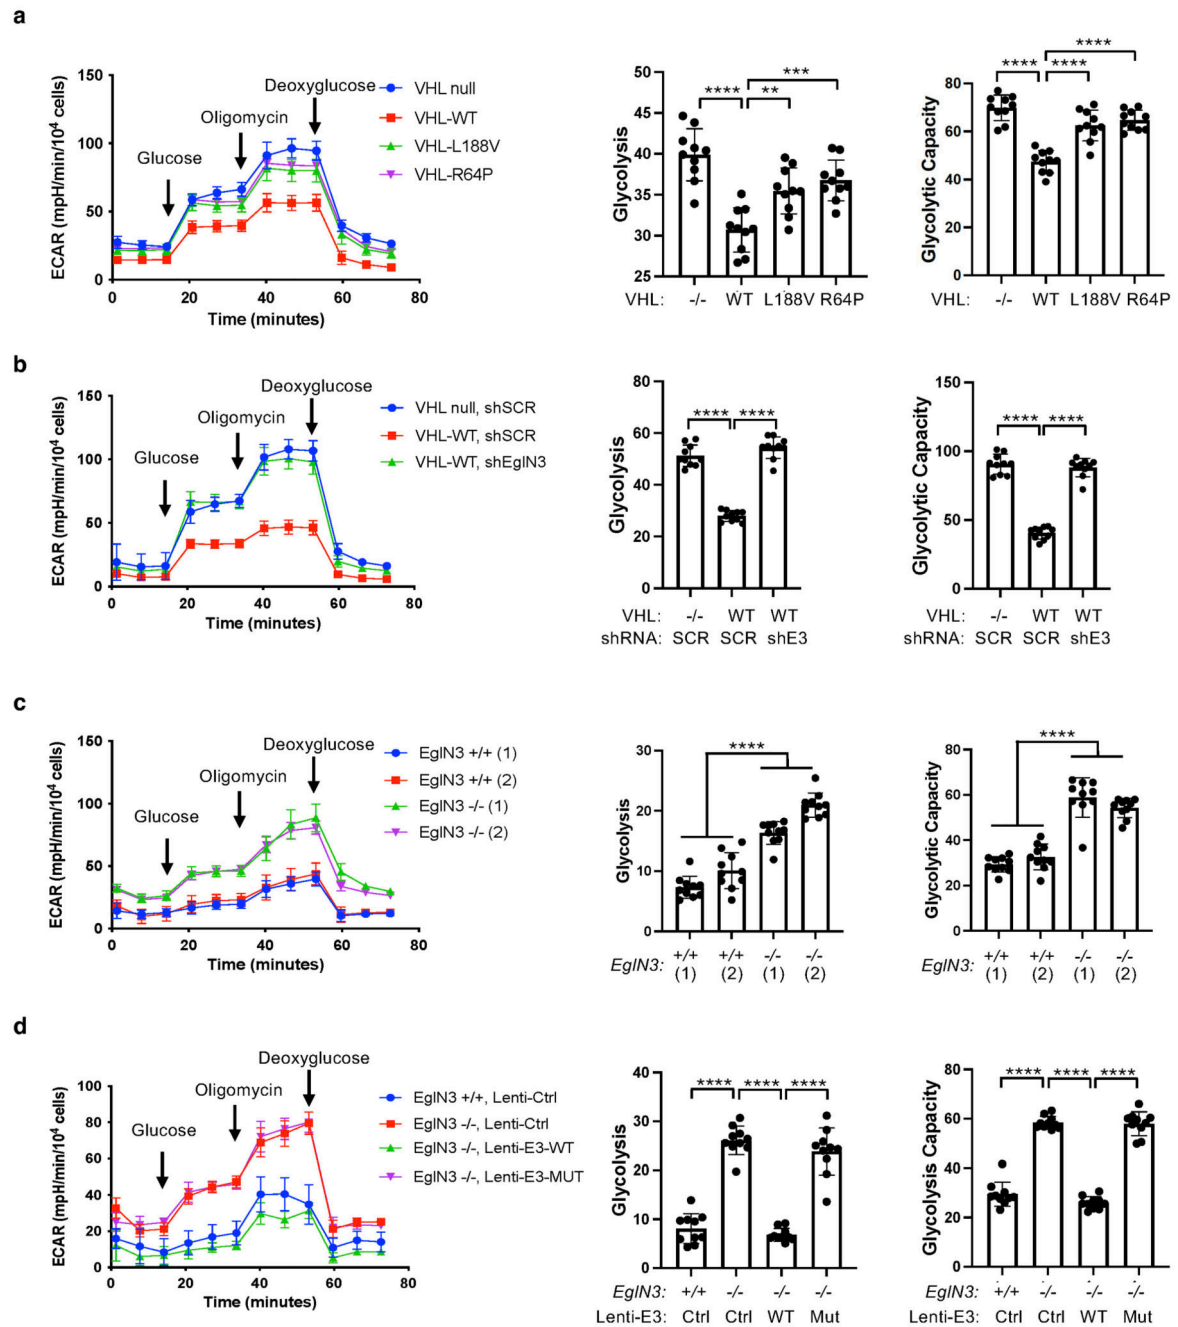 a
ECAR (mpH/min/10⁴ cells)
150
100
50
0
0
20
40
60
80
Time (minutes)
Glucose
Oligomycin
Deoxyglucose
VHL null
VHL-WT
VHL-L188V
VHL-R64P
Glycolysis
50
45
40
35
30
25
****
**
***
VHL: -/- WT L188V R64P
Glycolytic Capacity
80
60
40
20
0
****
****
****
VHL: -/- WT L188V R64P
b
ECAR (mpH/min/10⁴ cells)
150
100
50
0
0
20
40
60
80
Time (minutes)
Glucose
Oligomycin
Deoxyglucose
VHL null, shSCR
VHL-WT, shSCR
VHL-WT, shEglN3
Glycolysis
80
60
40
20
0
****
****
VHL: -/- WT WT
shRNA: SCR SCR shE3
Glycolytic Capacity
150
100
50
0
****
****
VHL: -/- WT WT
shRNA: SCR SCR shE3
c
ECAR (mpH/min/10⁴ cells)
150
100
50
0
0
20
40
60
80
Time (minutes)
Glucose
Oligomycin
Deoxyglucose
EglN3 +/+ (1)
EglN3 +/+ (2)
EglN3 -/- (1)
EglN3 -/- (2)
Glycolysis
30
20
10
0
****
EglN3: +/+ +/+ -/- -/-
(1) (2) (1) (2)
Glycolytic Capacity
80
60
40
20
0
****
EglN3: +/+ +/+ -/- -/-
(1) (2) (1) (2)
d
ECAR (mpH/min/10⁴ cells)
100
80
60
40
20
0
0
20
40
60
80
Time (minutes)
Glucose
Oligomycin
Deoxyglucose
EglN3 +/+, Lenti-Ctrl
EglN3 -/-, Lenti-Ctrl
EglN3 -/-, Lenti-E3-WT
EglN3 -/-, Lenti-E3-MUT
Glycolysis
40
30
20
10
0
****
****
****
EglN3: +/+ -/- -/- -/-
Lenti-E3: Ctrl Ctrl WT Mut
Glycolysis Capacity
80
60
40
20
0
****
****
****
EglN3: +/+ -/- -/- -/-
Lenti-E3: Ctrl Ctrl WT Mut